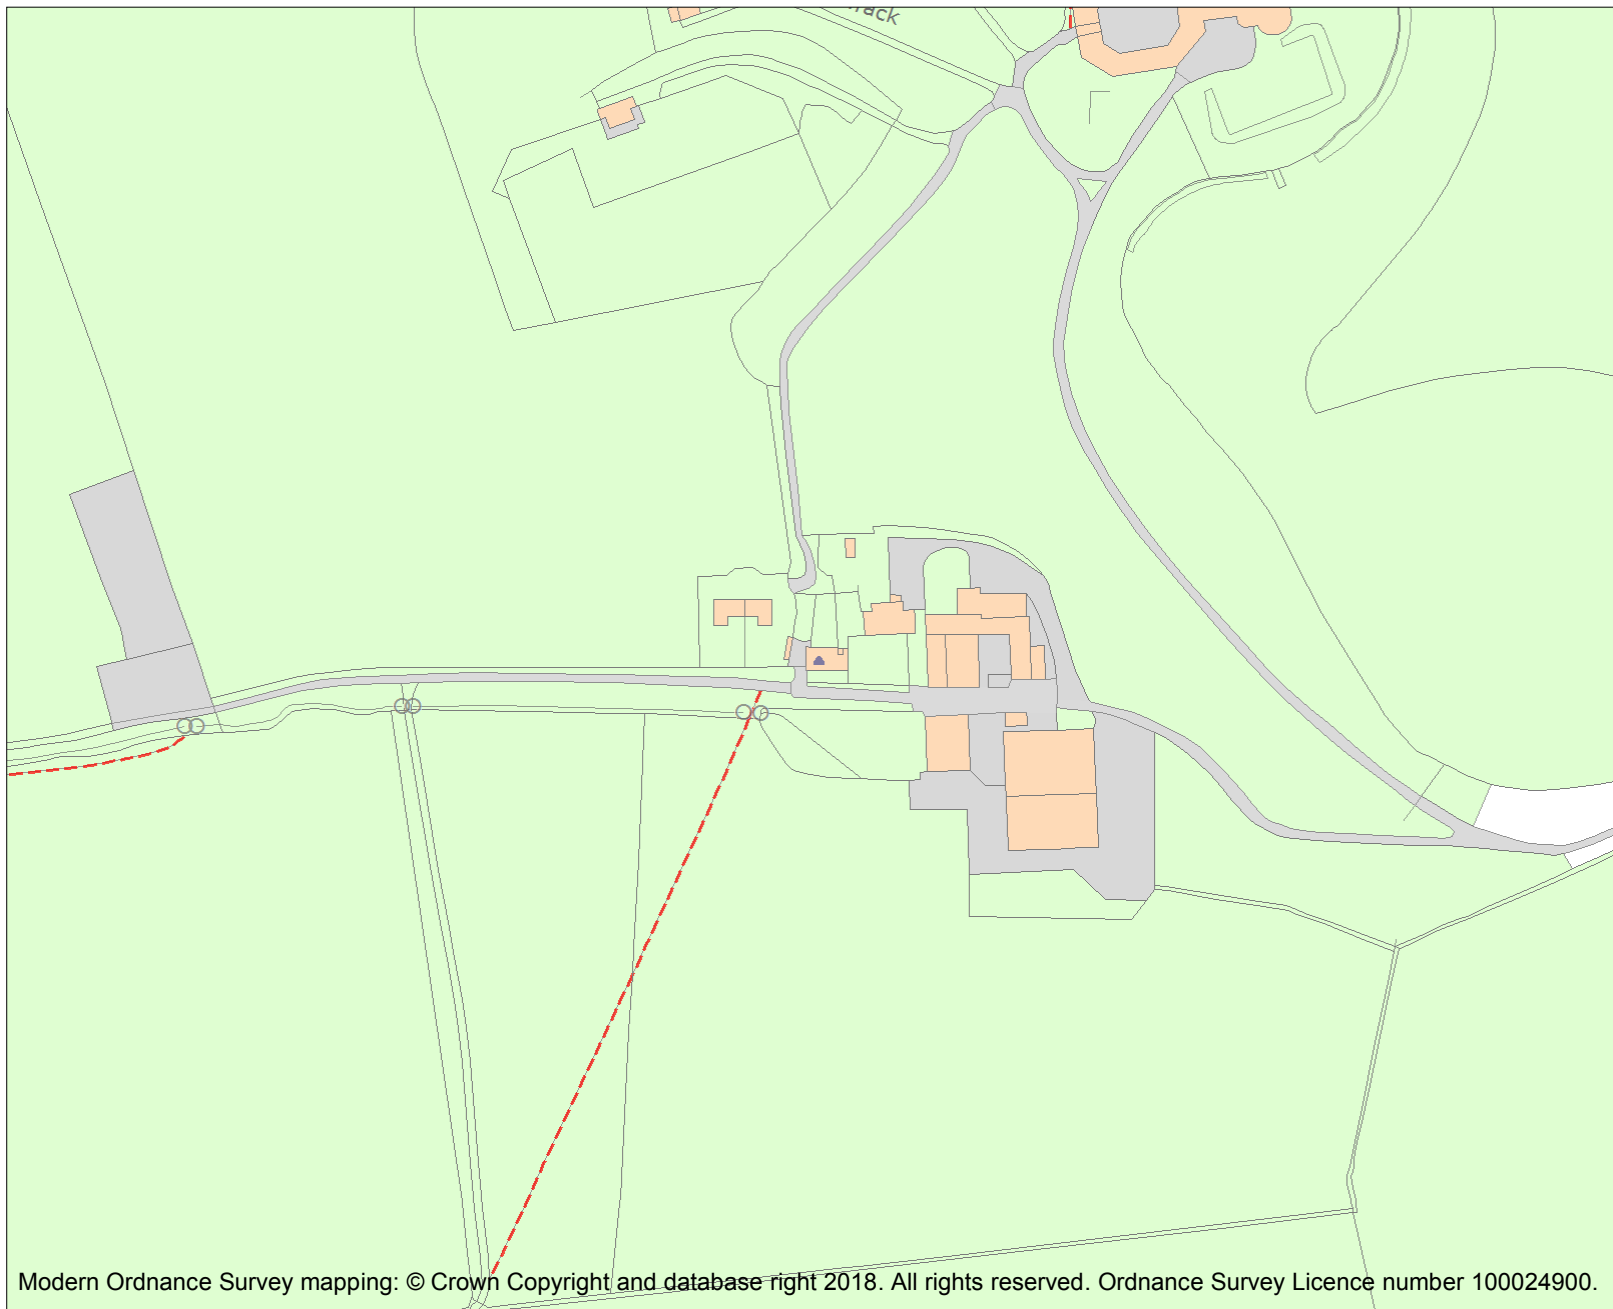 Modern Ordnance Survey mapping: © Crown Copyright and database right 2018. All rights reserved. Ordnance Survey Licence number 100024900.